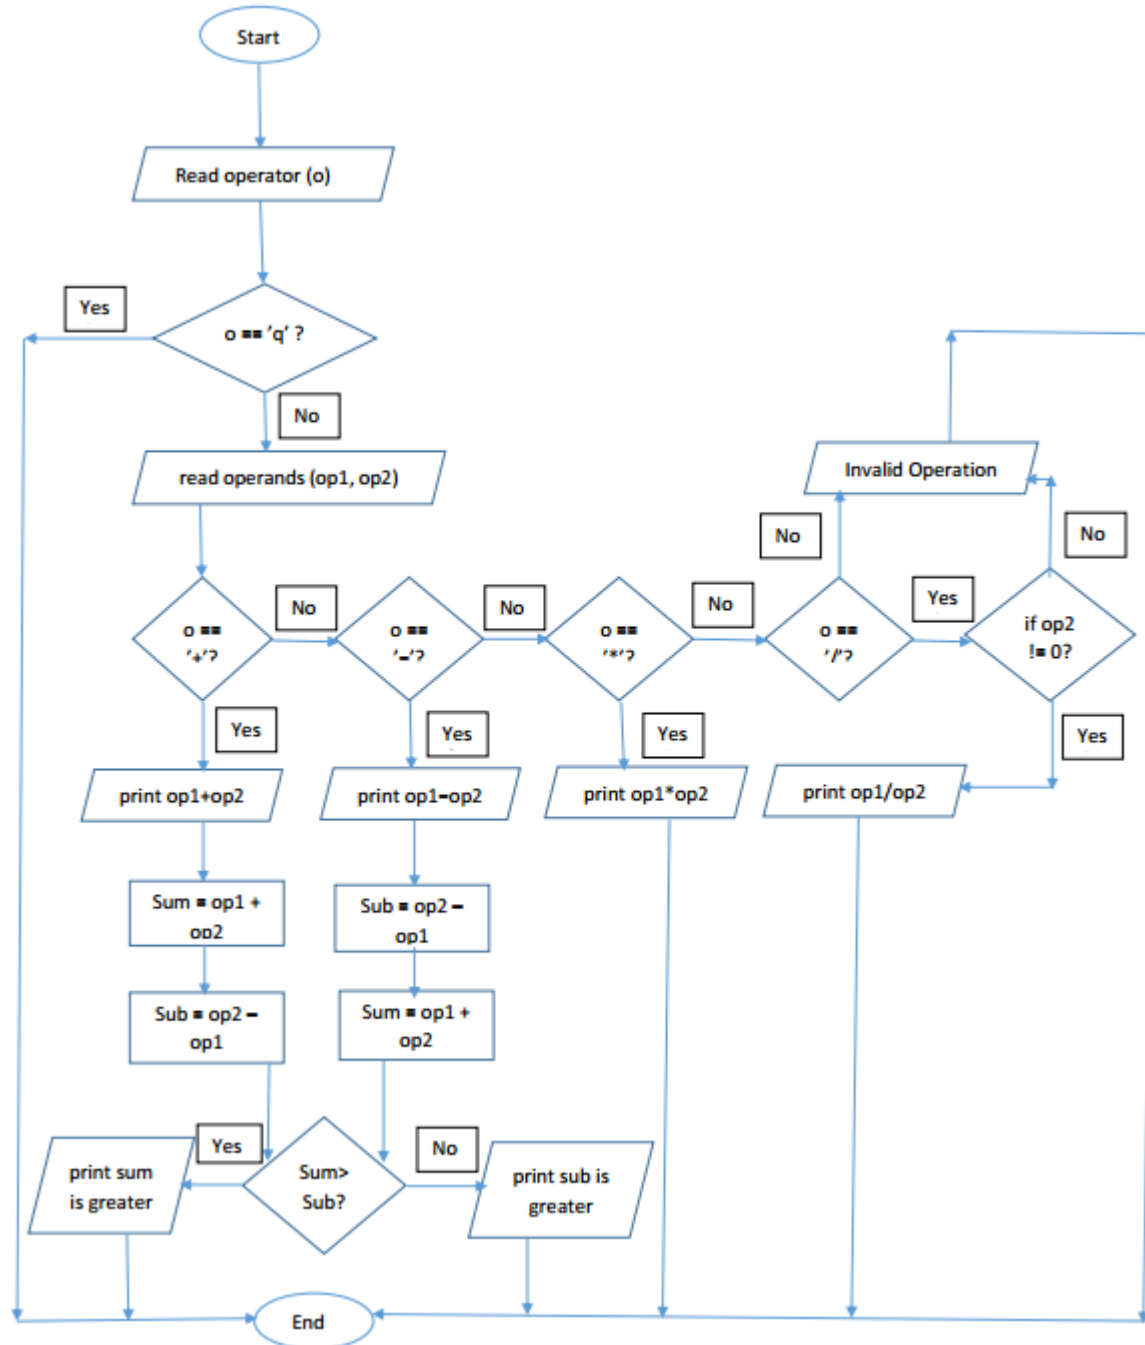 Start
Read operator (o)
Yes
o == 'q' ?
No
read operands (op1, op2)
Invalid Operation
No
No
o ==
'+'?
No
o ==
'-'?
No
o ==
'*'?
No
o ==
'/'?
Yes
if op2
!= 0?
Yes
Yes
Yes
Yes
print op1+op2
print op1-op2
print op1*op2
print op1/op2
Sum = op1 +
op2
Sub = op2 –
op1
Sub = op2 –
op1
Sum = op1 +
op2
Yes
No
print sum
is greater
Sum>
Sub?
print sub is
greater
End